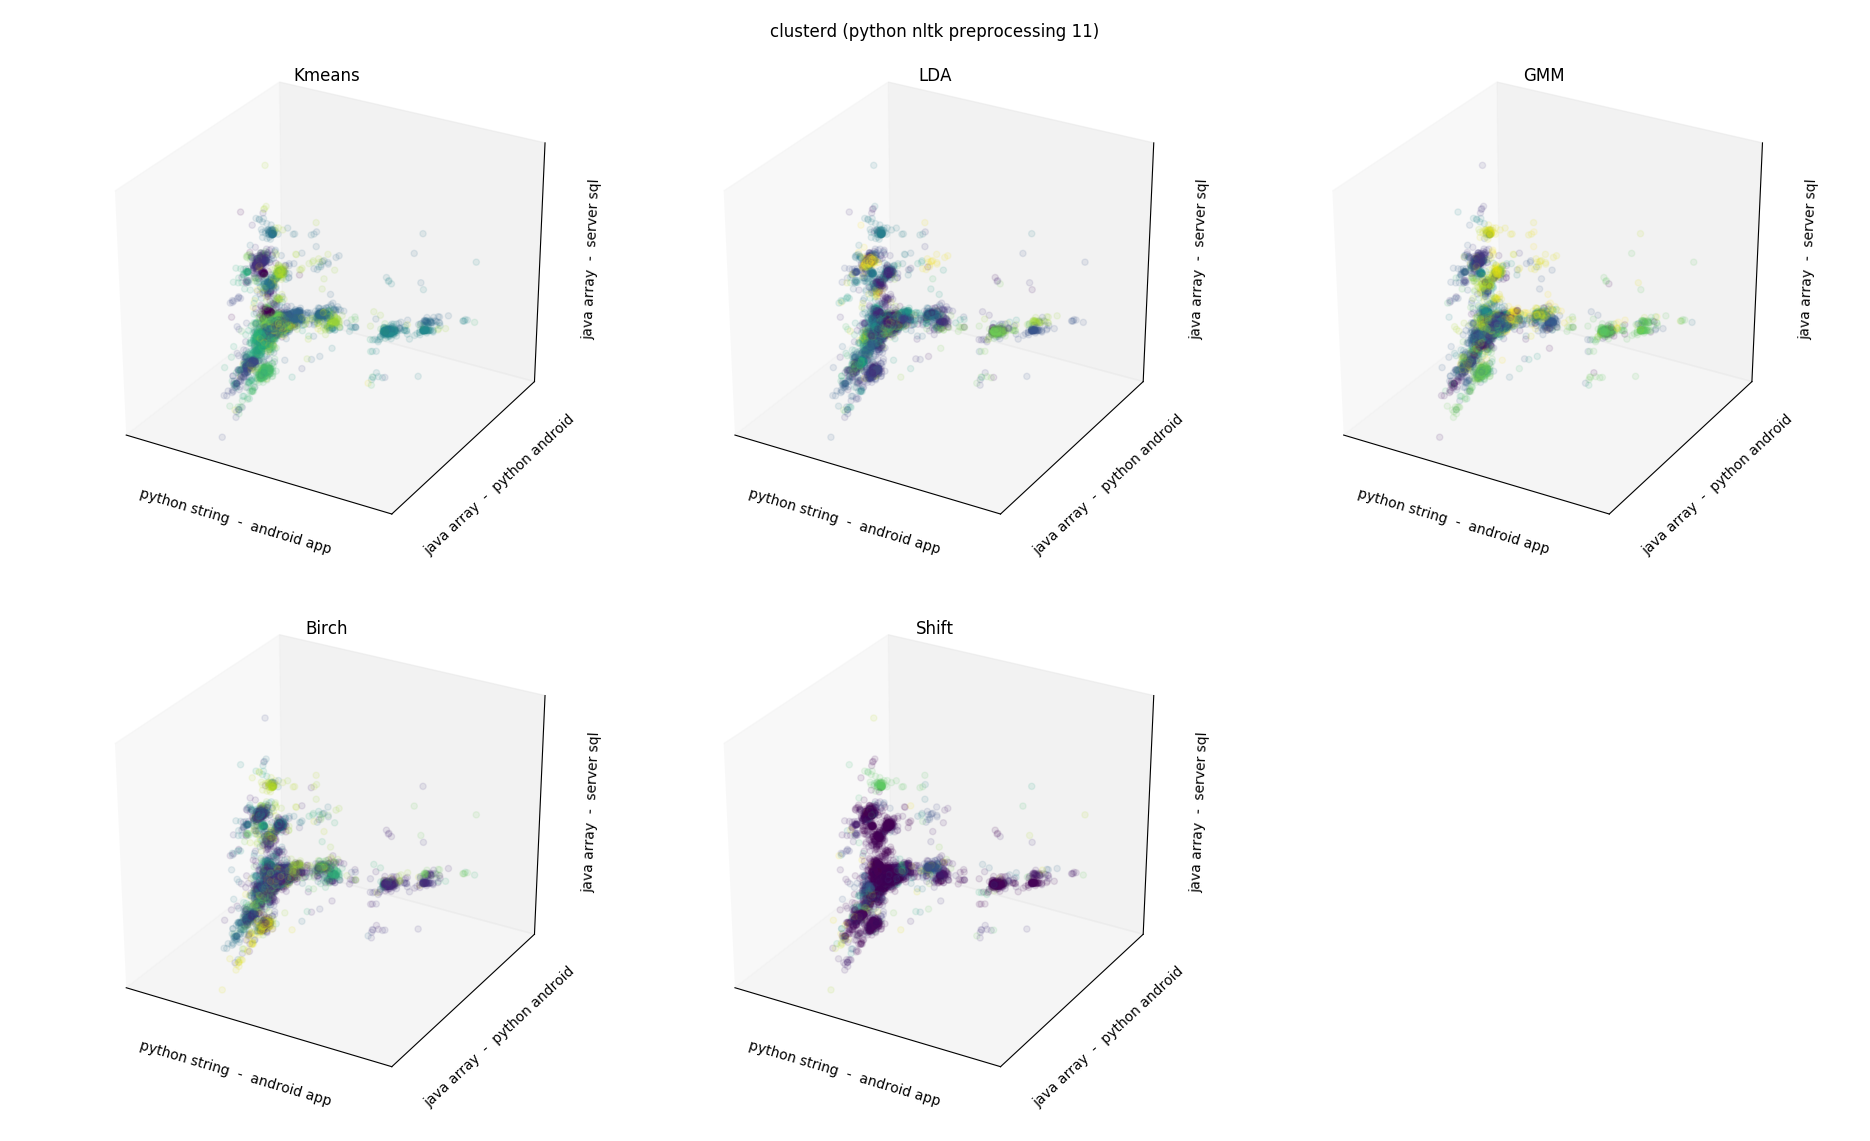 clusterd (python nltk preprocessing 11)
Kmeans
python string  -  android app
java array  -  python android
java array  -  server sql
LDA
python string  -  android app
java array  -  python android
java array  -  server sql
GMM
python string  -  android app
java array  -  python android
java array  -  server sql
Birch
python string  -  android app
java array  -  python android
java array  -  server sql
Shift
python string  -  android app
java array  -  python android
java array  -  server sql